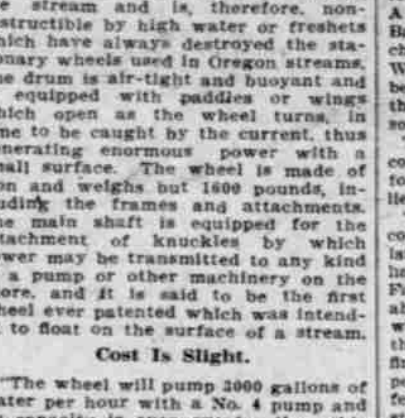 e stream and is, therefore, non-
structible by high water or freshets
hich have always destroyed the sta-
onary wheels used in Oregon streams.
e drum is air-tight and buoyant and
equipped with paddles or wings
hich open as the wheel turns, in
me to be caught by the current, thus
nerating enormous power with a
all surface. The wheel is made of
on and weighs but 1600 pounds, in-
uding the frames and attachments.
he main shaft is equipped for the
tachment of knuckles by which
wer may be transmitted to any kind
a pump or other machinery on the
ore, and it is said to be the first
heel ever patented which was intend-
to float on the surface of a stream.
Cost Is Slight.
"The wheel will pump 3000 gallons of
ater per hour with a No. 4 pump and